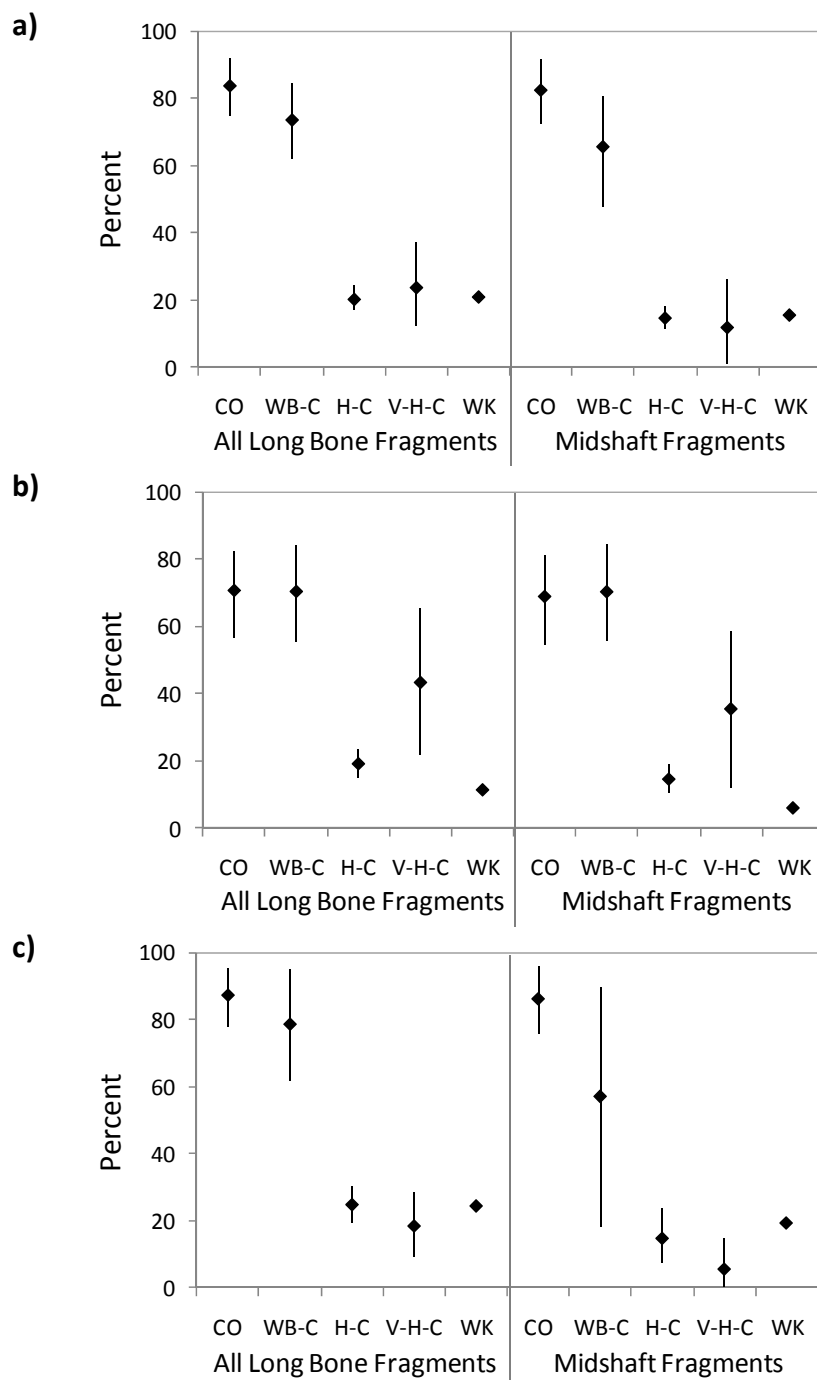 a)
100
80
60
40
20
0
Percent
CO WB-C H-C V-H-C WK CO WB-C H-C V-H-C WK
All Long Bone Fragments Midshaft Fragments
b)
100
80
60
40
20
0
Percent
CO WB-C H-C V-H-C WK CO WB-C H-C V-H-C WK
All Long Bone Fragments Midshaft Fragments
c)
100
80
60
40
20
0
Percent
CO WB-C H-C V-H-C WK CO WB-C H-C V-H-C WK
All Long Bone Fragments Midshaft Fragments